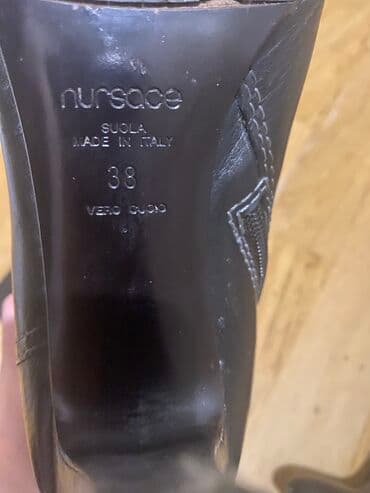 nursace
SUOLA
MADE IN ITALY
38
VERO CUOIO